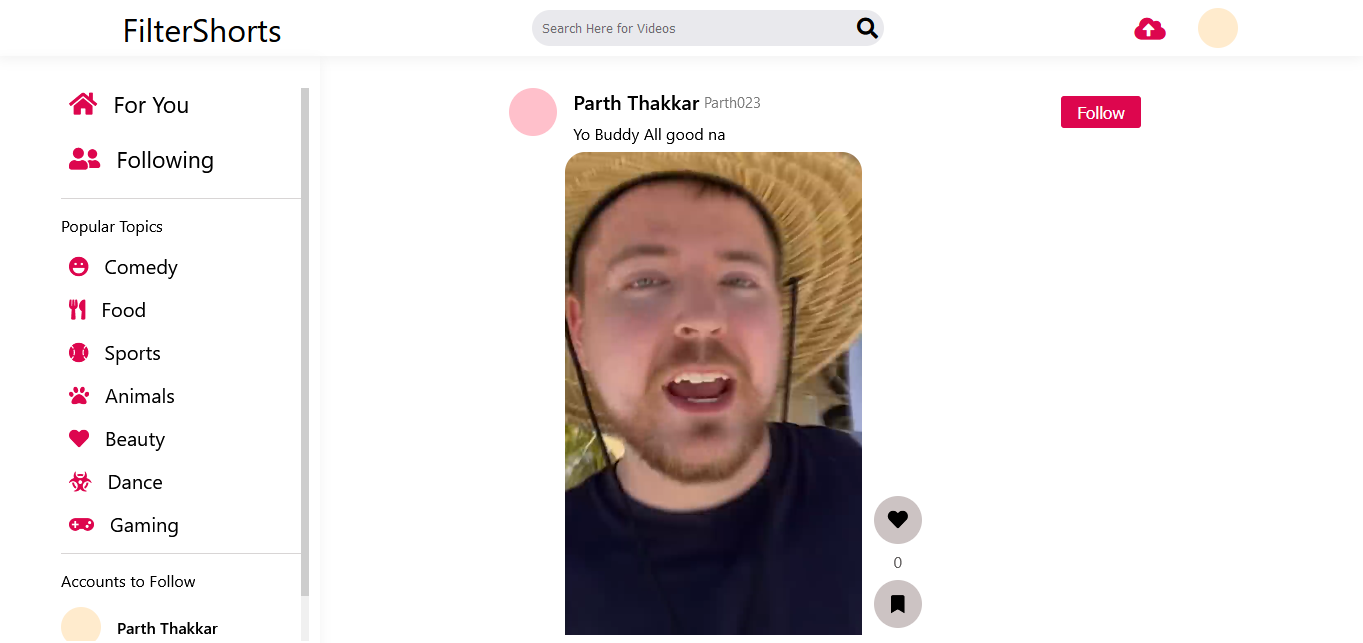 FilterShorts
Search Here for Videos
For You
Following
Popular Topics
Comedy
Food
Sports
Animals
Beauty
Dance
Gaming
Accounts to Follow
Parth Thakkar
Parth Thakkar Parth023
Follow
Yo Buddy All good na
0